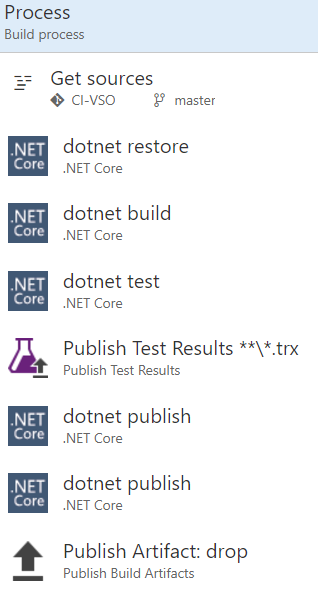 Process
Build process
Get sources
CI-VSO master
.NET Core
dotnet restore
.NET Core
.NET Core
dotnet build
.NET Core
.NET Core
dotnet test
.NET Core
Publish Test Results **\*.trx
Publish Test Results
.NET Core
dotnet publish
.NET Core
.NET Core
dotnet publish
.NET Core
Publish Artifact: drop
Publish Build Artifacts